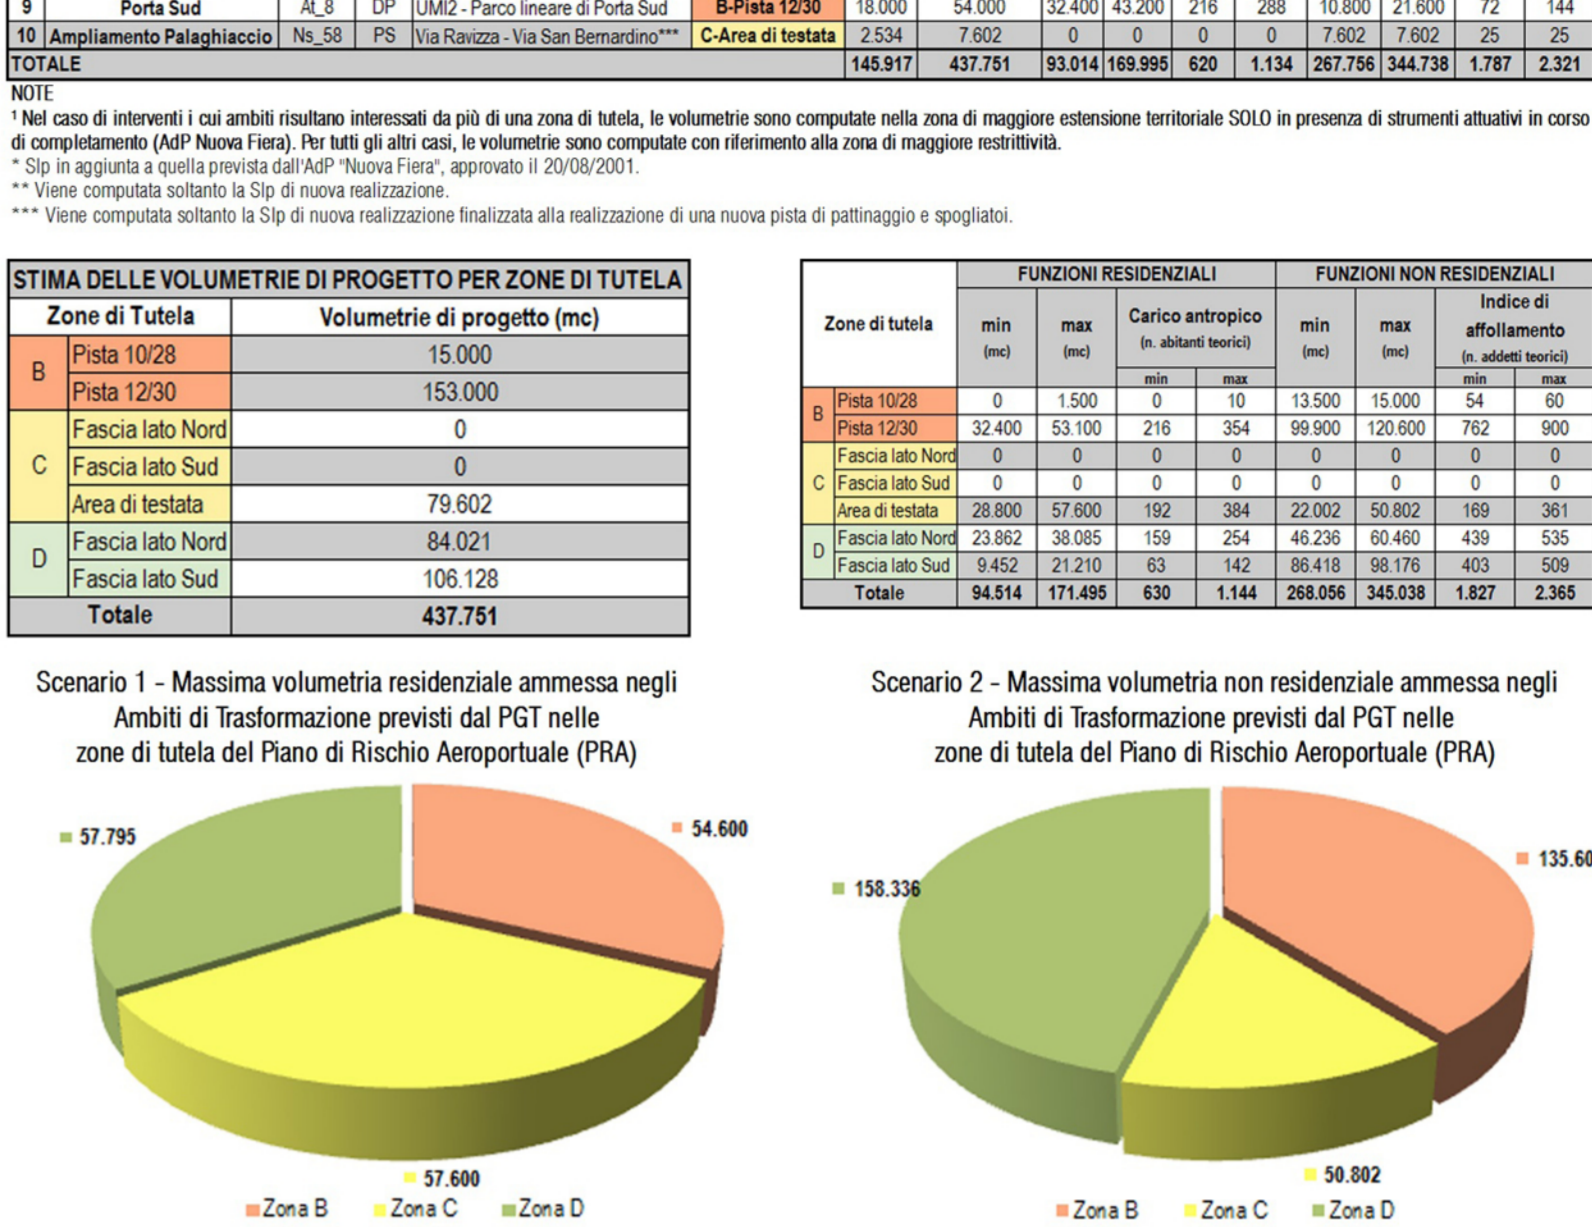 9 Porta Sud At_8 DP UMI2 - Parco lineare di Porta Sud B-Pista 12/30 18.000 54.000 32.400 43.200 216 288 10.800 21.600 72 144
10 Ampliamento Palaghiaccio Ns_58 PS Via Ravizza - Via San Bernardino*** C-Area di testata 2.534 7.602 0 0 0 0 7.602 7.602 25 25
TOTALE 145.917 437.751 93.014 169.995 620 1.134 267.756 344.738 1.787 2.321
NOTE
¹ Nel caso di interventi i cui ambiti risultano interessati da più di una zona di tutela, le volumetrie sono computate nella zona di maggiore estensione territoriale SOLO in presenza di strumenti attuativi in corso
di completamento (AdP Nuova Fiera). Per tutti gli altri casi, le volumetrie sono computate con riferimento alla zona di maggiore restrittività.
* Slp in aggiunta a quella prevista dall'AdP "Nuova Fiera", approvato il 20/08/2001.
** Viene computata soltanto la Slp di nuova realizzazione.
*** Viene computata soltanto la Slp di nuova realizzazione finalizzata alla realizzazione di una nuova pista di pattinaggio e spogliatoi.
STIMA DELLE VOLUMETRIE DI PROGETTO PER ZONE DI TUTELA
Zone di Tutela Volumetrie di progetto (mc)
B Pista 10/28 15.000
Pista 12/30 153.000
C Fascia lato Nord 0
Fascia lato Sud 0
Area di testata 79.602
D Fascia lato Nord 84.021
Fascia lato Sud 106.128
Totale 437.751
Zone di tutela FUNZIONI RESIDENZIALI FUNZIONI NON RESIDENZIALI
min (mc) max (mc) Carico antropico (n. abitanti teorici) min (mc) max (mc) Indice di affollamento (n. addetti teorici)
min max min max
B Pista 10/28 0 1.500 0 10 13.500 15.000 54 60
Pista 12/30 32.400 53.100 216 354 99.900 120.600 762 900
Fascia lato Nord 0 0 0 0 0 0 0 0
C Fascia lato Sud 0 0 0 0 0 0 0 0
Area di testata 28.800 57.600 192 384 22.002 50.802 169 361
D Fascia lato Nord 23.862 38.085 159 254 46.236 60.460 439 535
Fascia lato Sud 9.452 21.210 63 142 86.418 98.176 403 509
Totale 94.514 171.495 630 1.144 268.056 345.038 1.827 2.365
Scenario 1 - Massima volumetria residenziale ammessa negli
Ambiti di Trasformazione previsti dal PGT nelle
zone di tutela del Piano di Rischio Aeroportuale (PRA)
57.795
54.600
57.600
Zona B Zona C Zona D
Scenario 2 - Massima volumetria non residenziale ammessa negli
Ambiti di Trasformazione previsti dal PGT nelle
zone di tutela del Piano di Rischio Aeroportuale (PRA)
135.60
158.336
50.802
Zona B Zona C Zona D